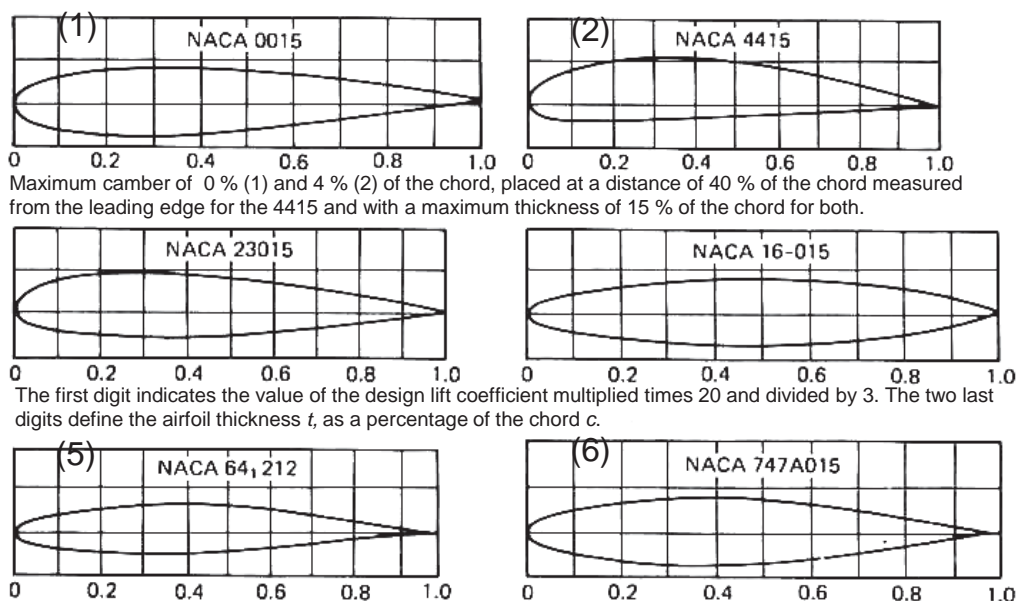 (1) (2)
NACA 0015 NACA 4415
0 0.2 0.4 0.6 0.8 1.0 0 0.2 0.4 0.6 0.8 1.0
Maximum camber of 0 % (1) and 4 % (2) of the chord, placed at a distance of 40 % of the chord measured
from the leading edge for the 4415 and with a maximum thickness of 15 % of the chord for both.
NACA 23015 NACA 16-015
0 0.2 0.4 0.6 0.8 1.0 0 0.2 0.4 0.6 0.8 1.0
The first digit indicates the value of the design lift coefficient multiplied times 20 and divided by 3. The two last
digits define the airfoil thickness t, as a percentage of the chord c.
(5) (6)
NACA 64, 212 NACA 747A015
0 0.2 0.4 0.6 0.8 1.0 0 0.2 0.4 0.6 0.8 1.0